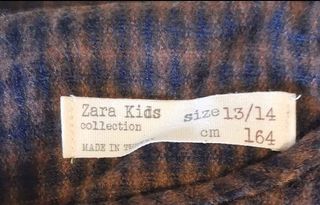 Zara Kids size 13/14
collection cm 164
MADE IN